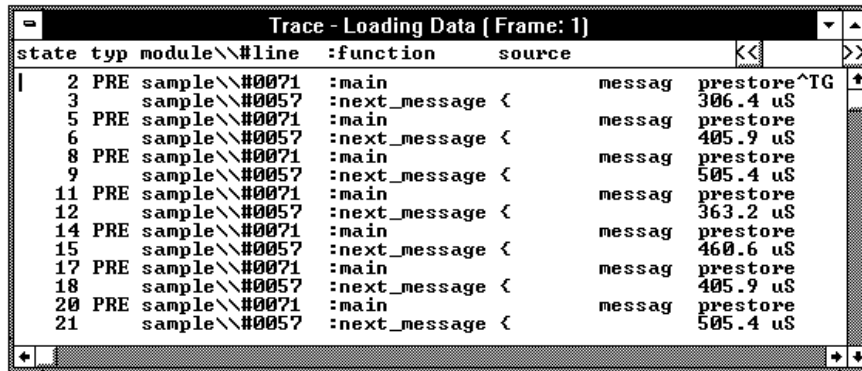 Trace - Loading Data ( Frame: 1)
state typ module\\#line :function source << >>
2 PRE sample\\#0071 :main messag prestore^TG
3 sample\\#0057 :next_message { 306.4 uS
5 PRE sample\\#0071 :main messag prestore
6 sample\\#0057 :next_message { 405.9 uS
8 PRE sample\\#0071 :main messag prestore
9 sample\\#0057 :next_message { 505.4 uS
11 PRE sample\\#0071 :main messag prestore
12 sample\\#0057 :next_message { 363.2 uS
14 PRE sample\\#0071 :main messag prestore
15 sample\\#0057 :next_message { 460.6 uS
17 PRE sample\\#0071 :main messag prestore
18 sample\\#0057 :next_message { 405.9 uS
20 PRE sample\\#0071 :main messag prestore
21 sample\\#0057 :next_message { 505.4 uS